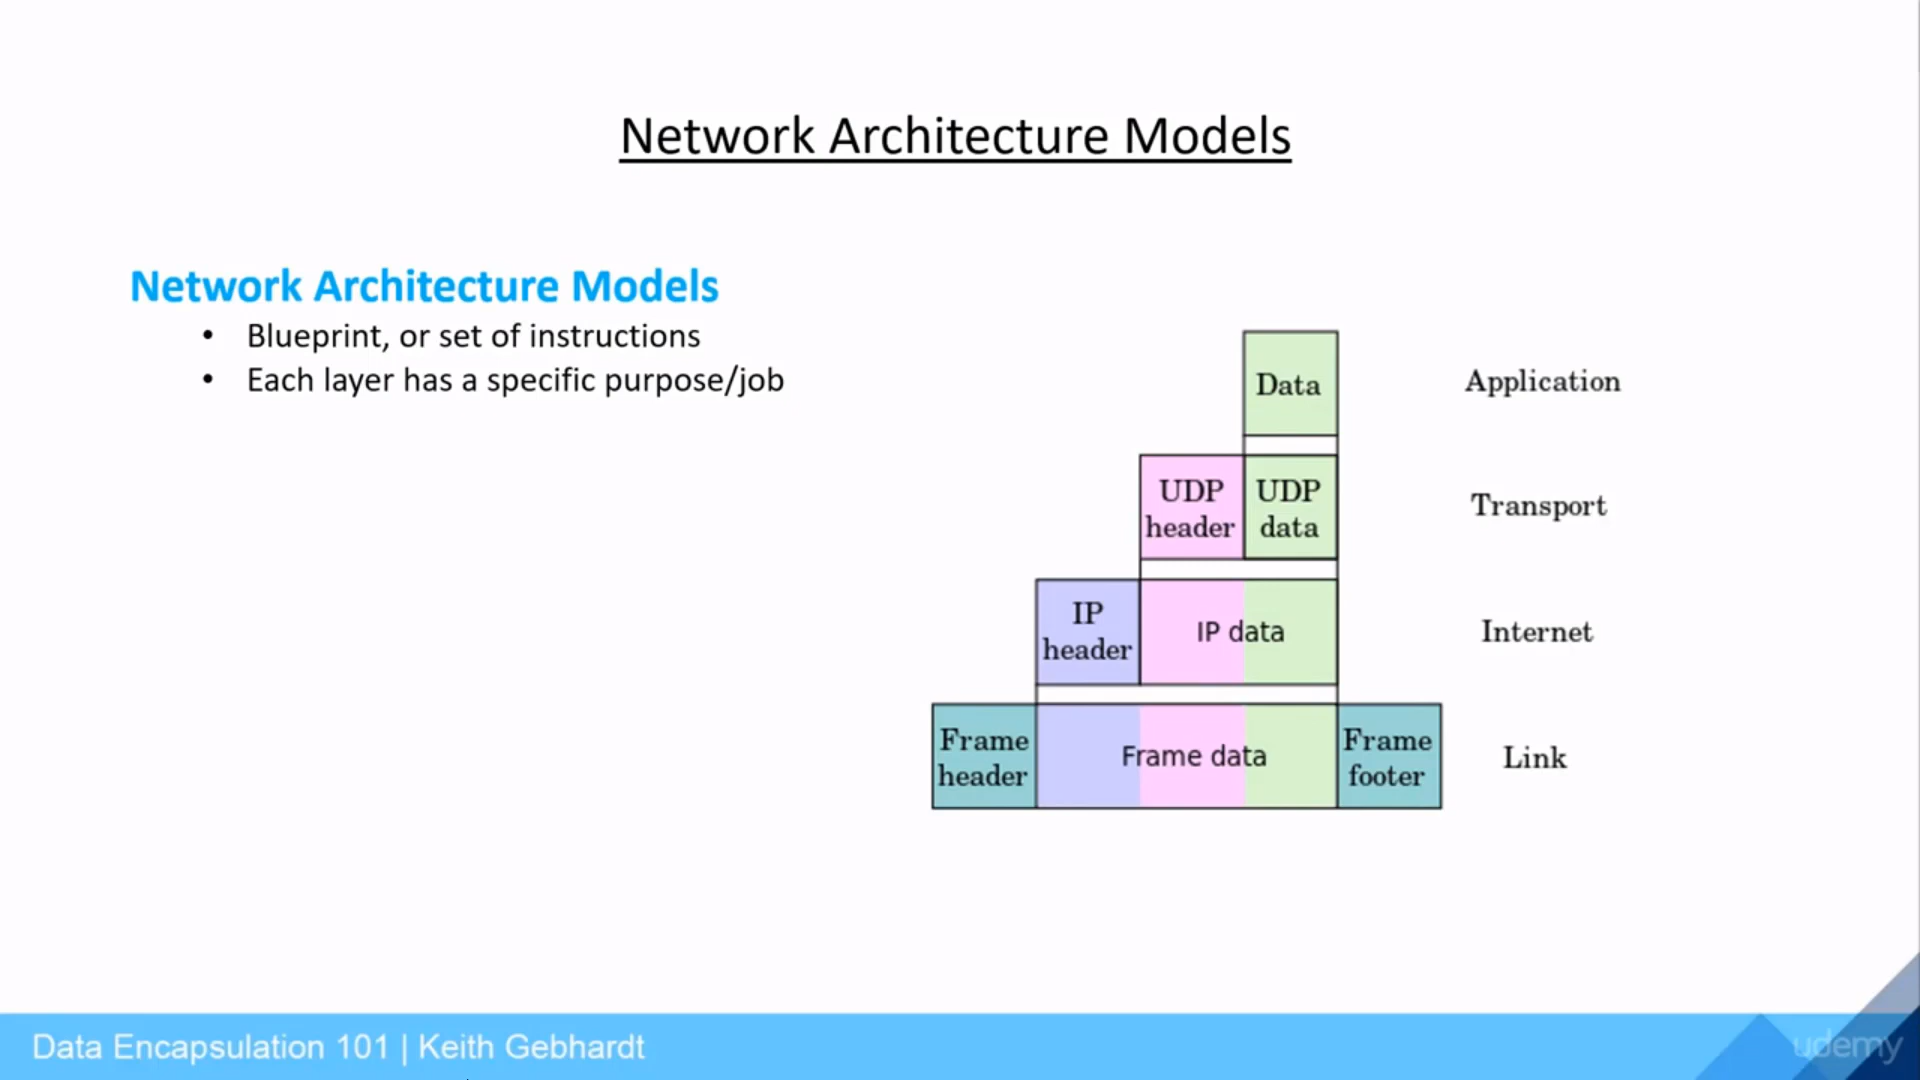 Network Architecture Models
Network Architecture Models
• Blueprint, or set of instructions
• Each layer has a specific purpose/job
Data
Application
UDP header
UDP data
Transport
IP header
IP data
Internet
Frame header
Frame data
Frame footer
Link
Data Encapsulation 101 | Keith Gebhardt
udemy